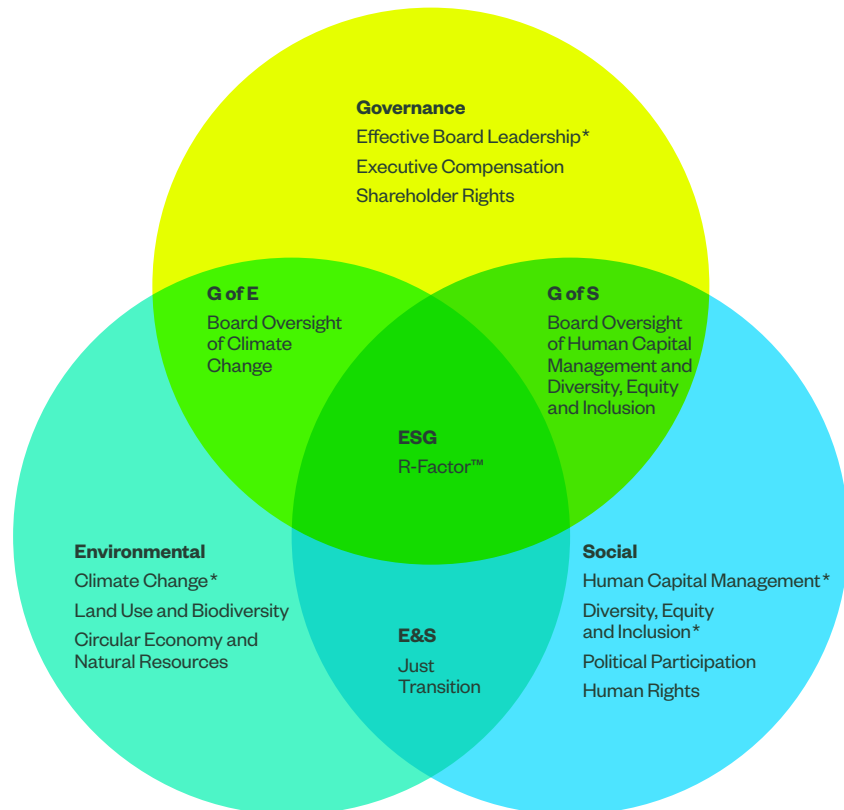 Governance
Effective Board Leadership*
Executive Compensation
Shareholder Rights
G of E
Board Oversight
of Climate
Change
G of S
Board Oversight
of Human Capital
Management and
Diversity, Equity
and Inclusion
ESG
R-Factor™
Environmental
Climate Change*
Land Use and Biodiversity
Circular Economy and
Natural Resources
E&S
Just
Transition
Social
Human Capital Management*
Diversity, Equity
and Inclusion*
Political Participation
Human Rights